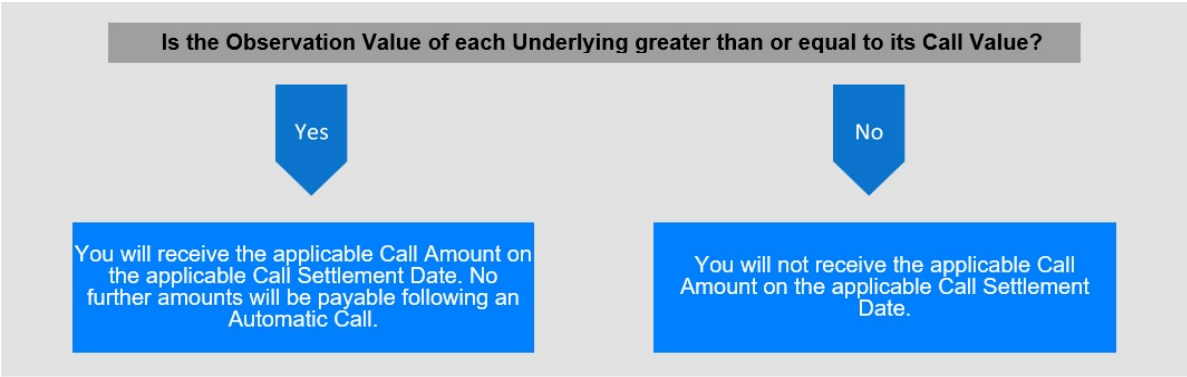 Is the Observation Value of each Underlying greater than or equal to its Call Value?
Yes
No
You will receive the applicable Call Amount on
the applicable Call Settlement Date. No
further amounts will be payable following an
Automatic Call.
You will not receive the applicable Call
Amount on the applicable Call Settlement
Date.